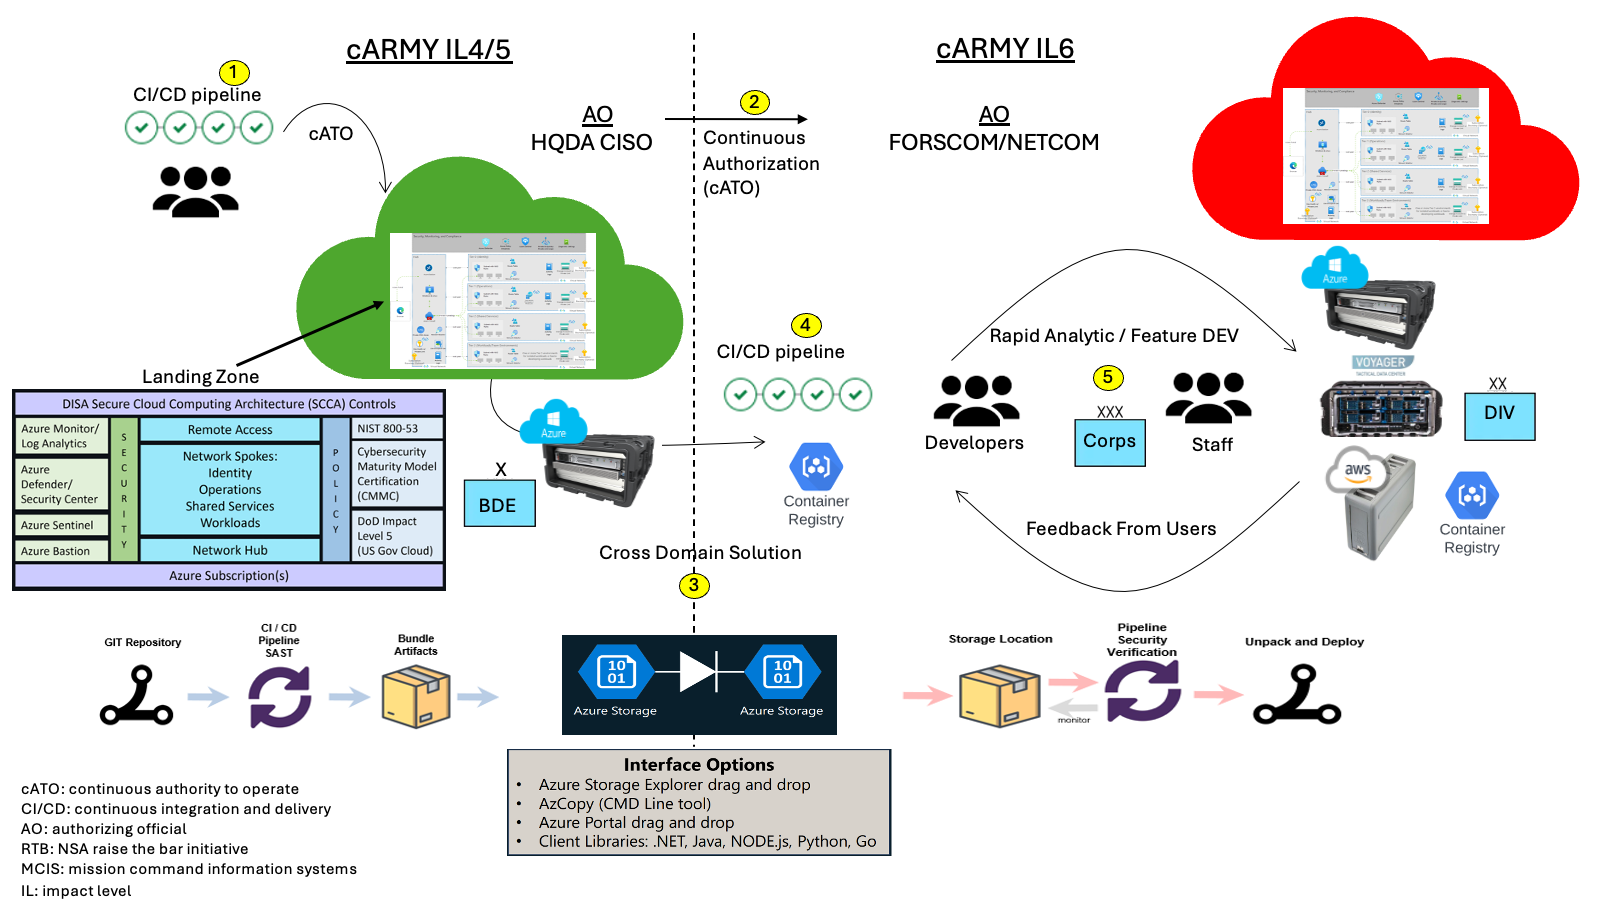 cARMY IL4/5
cARMY IL6
1
CI/CD pipeline
cATO
AO
HQDA CISO
2
Continuous
Authorization
(cATO)
AO
FORSCOM/NETCOM
Landing Zone
DISA Secure Cloud Computing Architecture (SCCA) Controls
Azure Monitor/
Log Analytics
Azure
Defender/
Security Center
Azure Sentinel
Azure Bastion
SECURITY
Remote Access
Network Spokes:
Identity
Operations
Shared Services
Workloads
Network Hub
POLICY
NIST 800-53
Cybersecurity
Maturity Model
Certification
(CMMC)
DoD Impact
Level 5
(US Gov Cloud)
Azure Subscription(s)
X
BDE
Azure
4
CI/CD pipeline
Container
Registry
Cross Domain Solution
3
Rapid Analytic / Feature DEV
Developers
5
XXX
Corps
Staff
Feedback From Users
Azure
VOYAGER
TACTICAL DATA CENTER
XX
DIV
aws
Container
Registry
GIT Repository
CI / CD
Pipeline
SAST
Bundle
Artifacts
10
01
Azure Storage
10
01
Azure Storage
Storage Location
monitor
Pipeline
Security
Verification
Unpack and Deploy
Interface Options
• Azure Storage Explorer drag and drop
• AzCopy (CMD Line tool)
• Azure Portal drag and drop
• Client Libraries: .NET, Java, NODE.js, Python, Go
cATO: continuous authority to operate
CI/CD: continuous integration and delivery
AO: authorizing official
RTB: NSA raise the bar initiative
MCIS: mission command information systems
IL: impact level